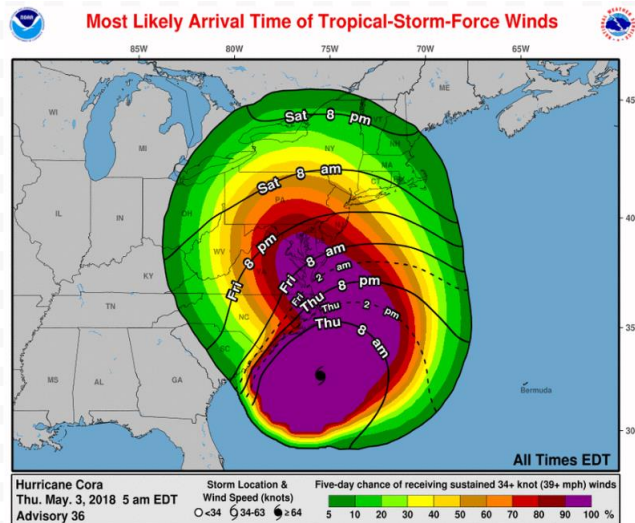 NOAA
Most Likely Arrival Time of Tropical-Storm-Force Winds
85W 80W 75W 70W 65W
WI
ME
45
Sat 8 pm
MI
NY
NH
MA
CT
Sat 8 am
PA
40
IL
IN
OH
WV
Fri 8 pm
Fri 8 am
KY
Fri 2 am
Thu 8 pm
TN
NC
Thu 2 pm
Thu 8 am
35
SC
MS
AL
GA
Bermuda
30
All Times EDT
Hurricane Cora
Thu. May. 3, 2018 5 am EDT
Advisory 36
Storm Location &
Wind Speed (knots)
<34 34-63 ≥64
Five-day chance of receiving sustained 34+ knot (39+ mph) winds
5 10 20 30 40 50 60 70 80 90 100 %